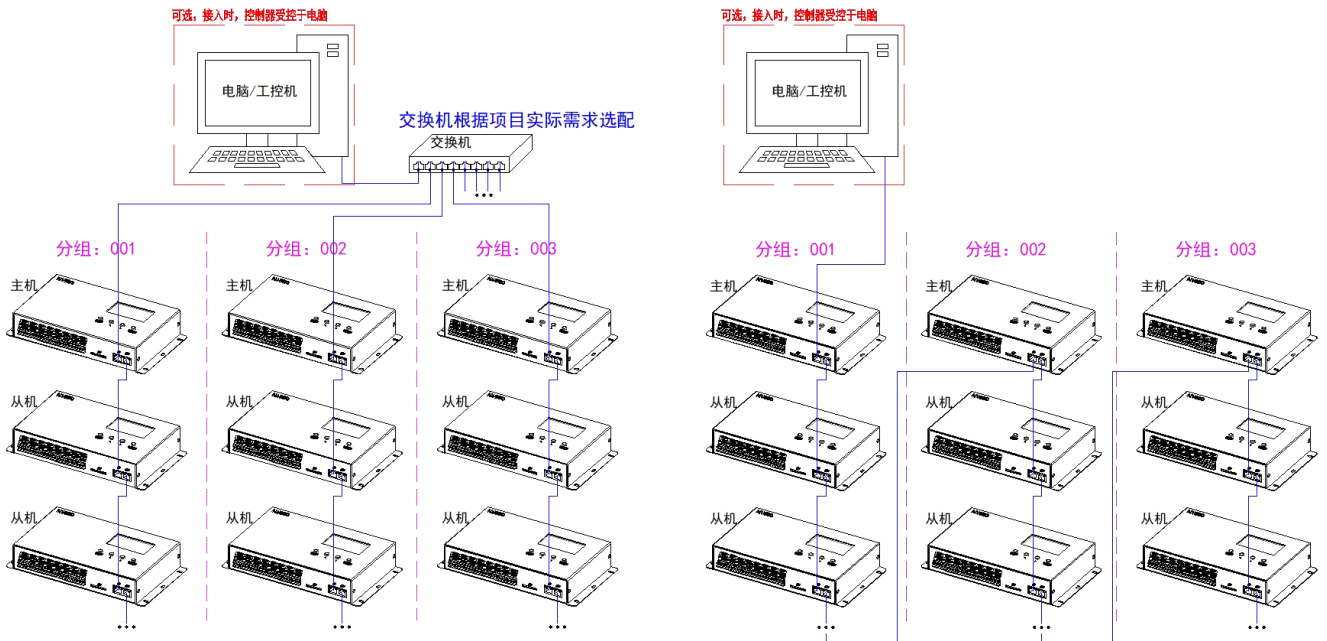 可选，接入时，控制器受控于电脑
电脑/工控机
交换机根据项目实际需求选配
交换机
分组：001
分组：002
分组：003
主机
主机
主机
从机
从机
从机
从机
从机
从机
可选，接入时，控制器受控于电脑
电脑/工控机
分组：001
分组：002
分组：003
主机
主机
主机
从机
从机
从机
从机
从机
从机